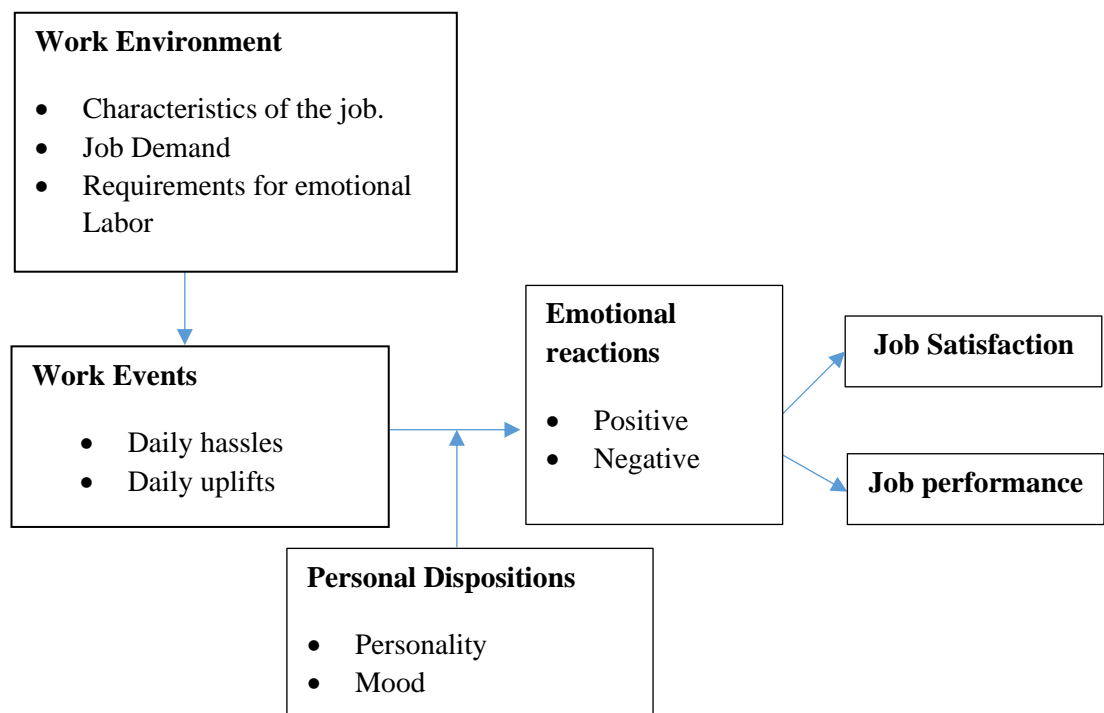 Work Environment
• Characteristics of the job.
• Job Demand
• Requirements for emotional
Labor
Work Events
• Daily hassles
• Daily uplifts
Emotional
reactions
• Positive
• Negative
Job Satisfaction
Job performance
Personal Dispositions
• Personality
• Mood